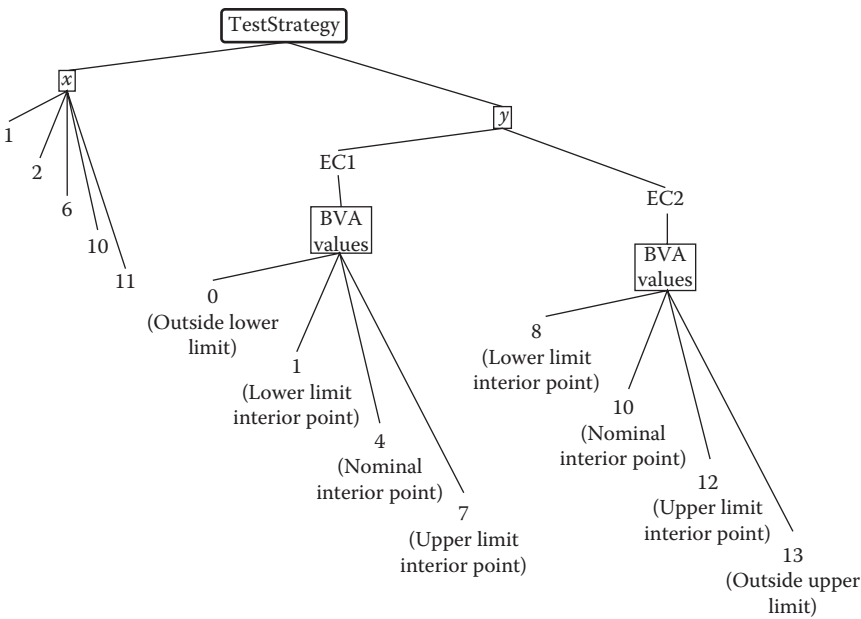 TestStrategy
x
1
2
6
10
11
y
EC1
BVA
values
0
(Outside lower
limit)
1
(Lower limit
interior point)
4
(Nominal
interior point)
7
(Upper limit
interior point)
EC2
BVA
values
8
(Lower limit
interior point)
10
(Nominal
interior point)
12
(Upper limit
interior point)
13
(Outside upper
limit)